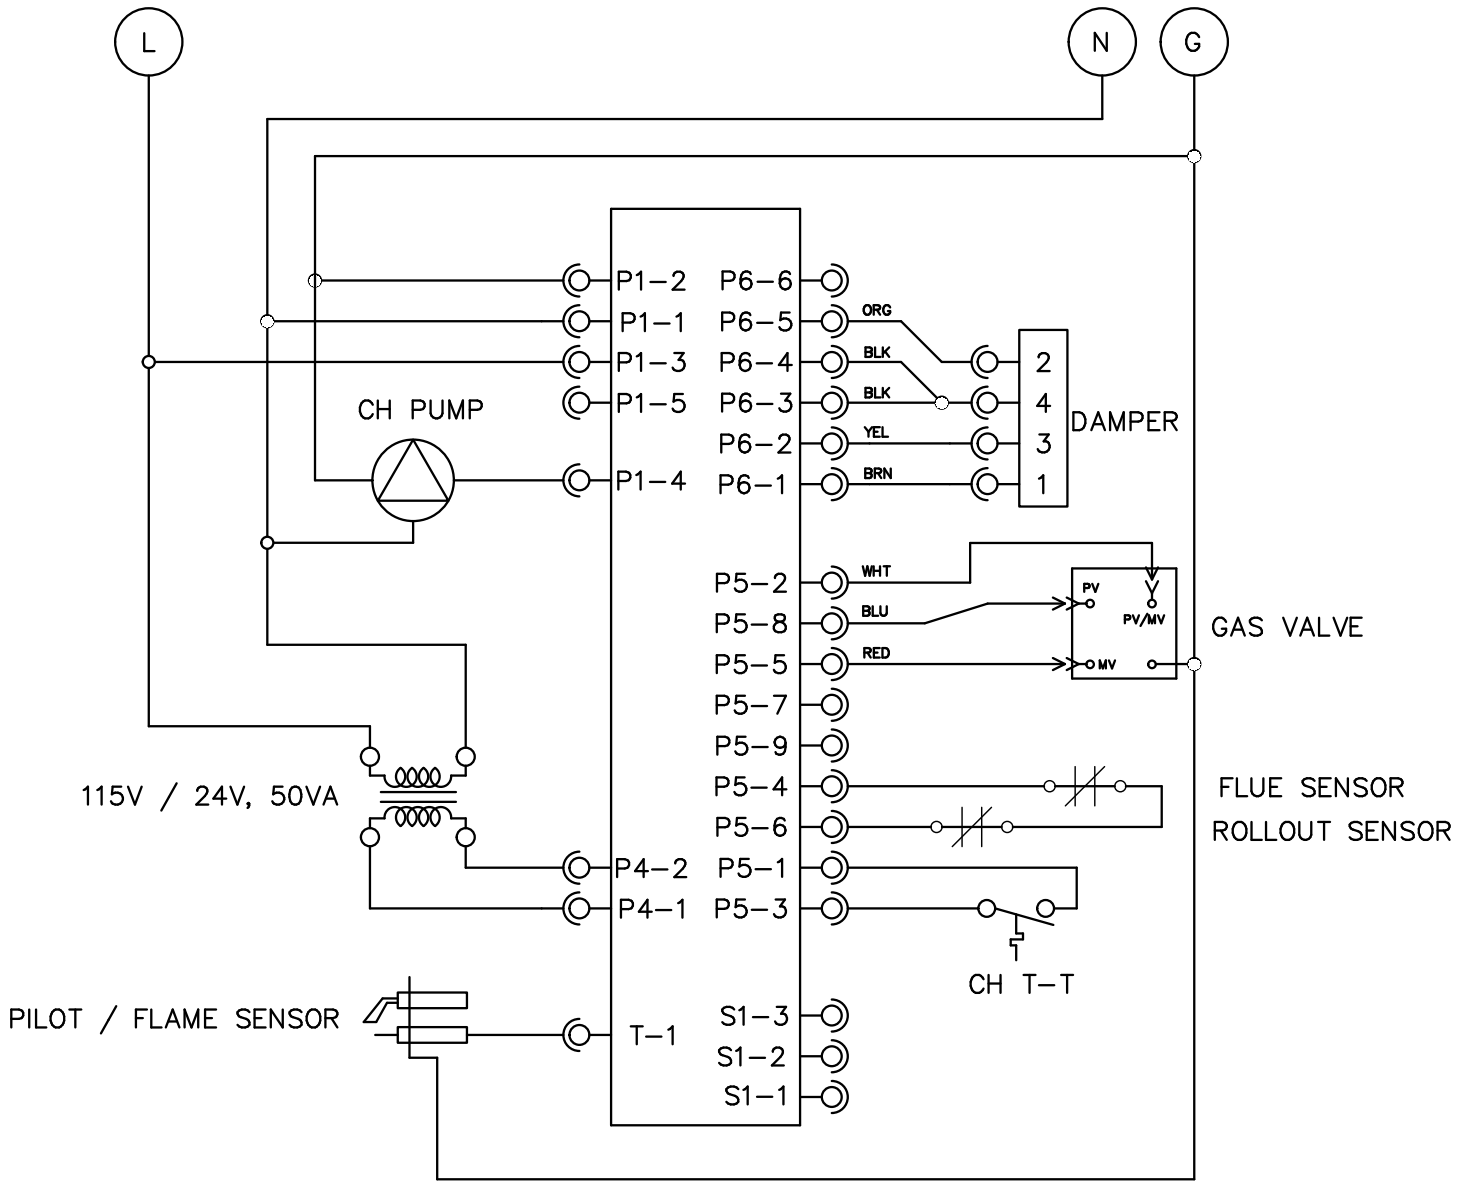 L
N
G
P1-2
P6-6
P1-1
P6-5
ORG
P1-3
P6-4
BLK
2
P1-5
P6-3
BLK
4
CH PUMP
DAMPER
P6-2
YEL
3
P1-4
P6-1
BRN
1
P5-2
WHT
PV
P5-8
BLU
PV/MV
GAS VALVE
P5-5
RED
MV
P5-7
P5-9
P5-4
FLUE SENSOR
115V / 24V, 50VA
P5-6
ROLLOUT SENSOR
P4-2
P5-1
P4-1
P5-3
CH T-T
PILOT / FLAME SENSOR
T-1
S1-3
S1-2
S1-1